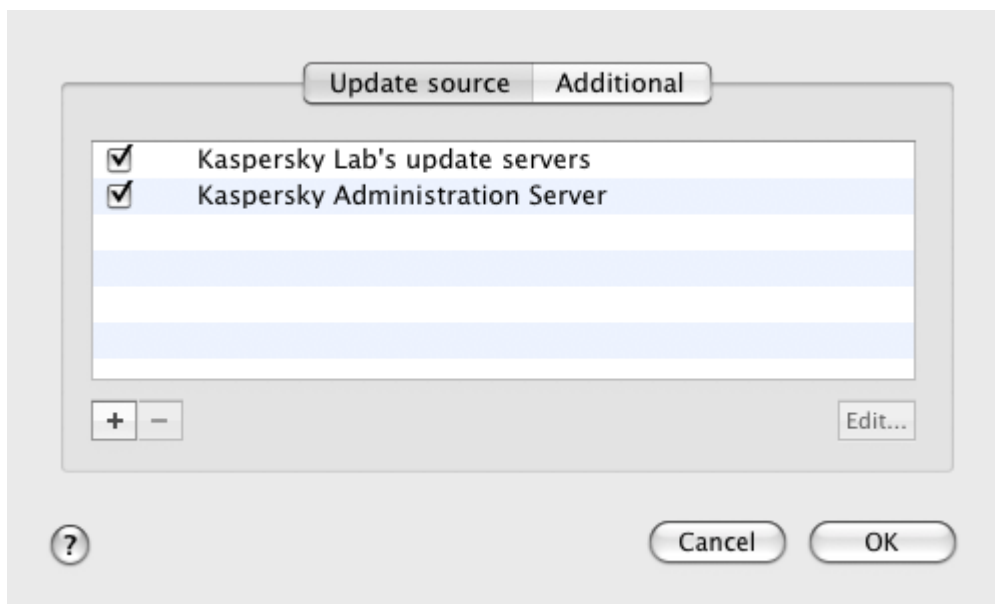 Update source Additional
Kaspersky Lab's update servers
Kaspersky Administration Server
+ − Edit...
? Cancel OK